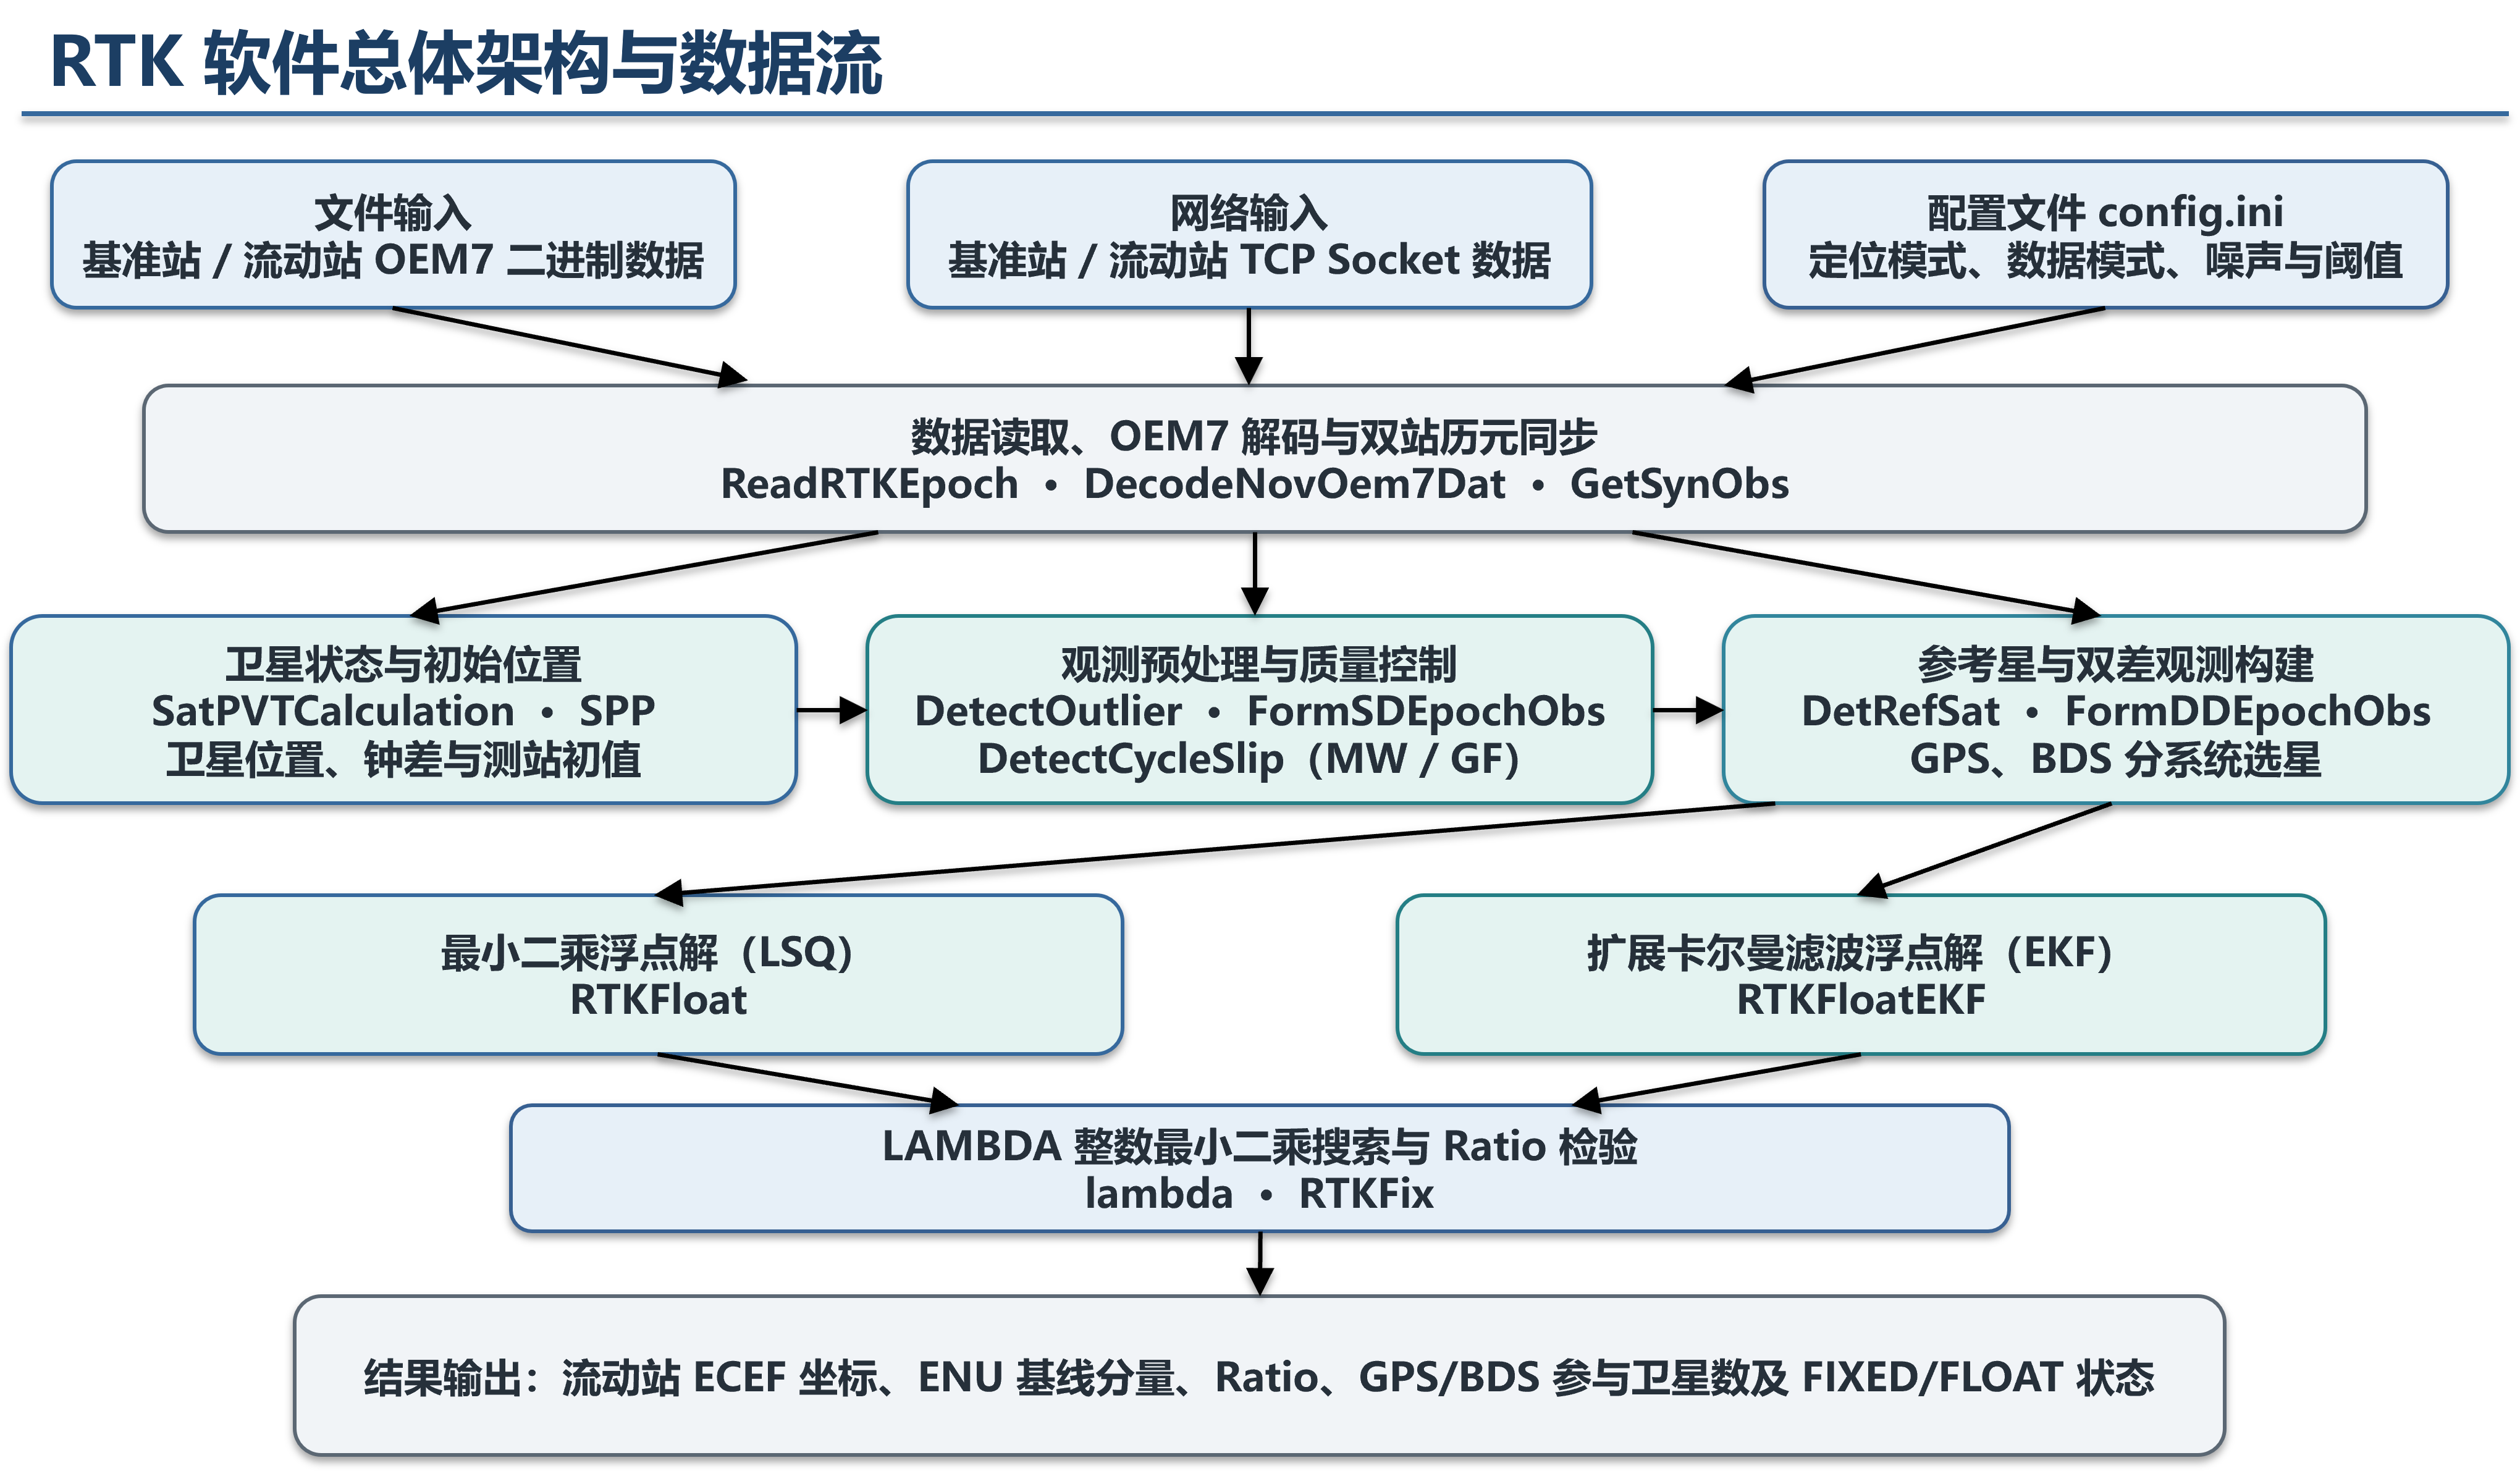 RTK 软件总体架构与数据流
文件输入
基准站 / 流动站 OEM7 二进制数据
网络输入
基准站 / 流动站 TCP Socket 数据
配置文件 config.ini
定位模式、数据模式、噪声与阈值
数据读取、OEM7 解码与双站历元同步
ReadRTKEpoch • DecodeNovOem7Dat • GetSynObs
卫星状态与初始位置
SatPVTCalculation • SPP
卫星位置、钟差与测站初值
观测预处理与质量控制
DetectOutlier • FormSDEpochObs
DetectCycleSlip（MW / GF）
参考星与双差观测构建
DetRefSat • FormDDEpochObs
GPS、BDS 分系统选星
最小二乘浮点解（LSQ）
RTKFloat
扩展卡尔曼滤波浮点解（EKF）
RTKFloatEKF
LAMBDA 整数最小二乘搜索与 Ratio 检验
lambda • RTKFix
结果输出：流动站 ECEF 坐标、ENU 基线分量、Ratio、GPS/BDS 参与卫星数及 FIXED/FLOAT 状态